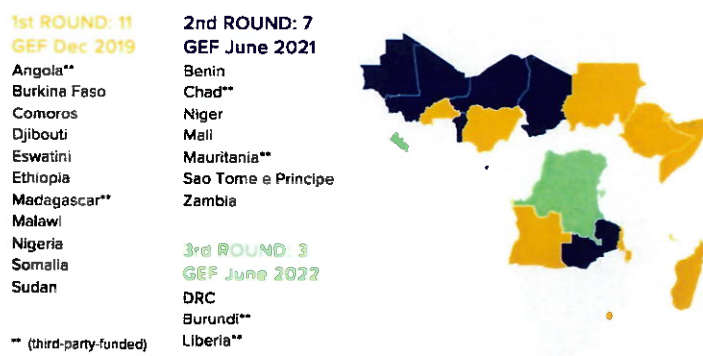 1st ROUND: 11
GEF Dec 2019
Angola**
Burkina Faso
Comoros
Djibouti
Eswatini
Ethiopia
Madagascar**
Malawi
Nigeria
Somalia
Sudan
** (third-party-funded)
2nd ROUND: 7
GEF June 2021
Benin
Chad**
Niger
Mali
Mauritania**
Sao Tome e Principe
Zambia
3rd ROUND: 3
GEF June 2022
DRC
Burundi**
Liberia**